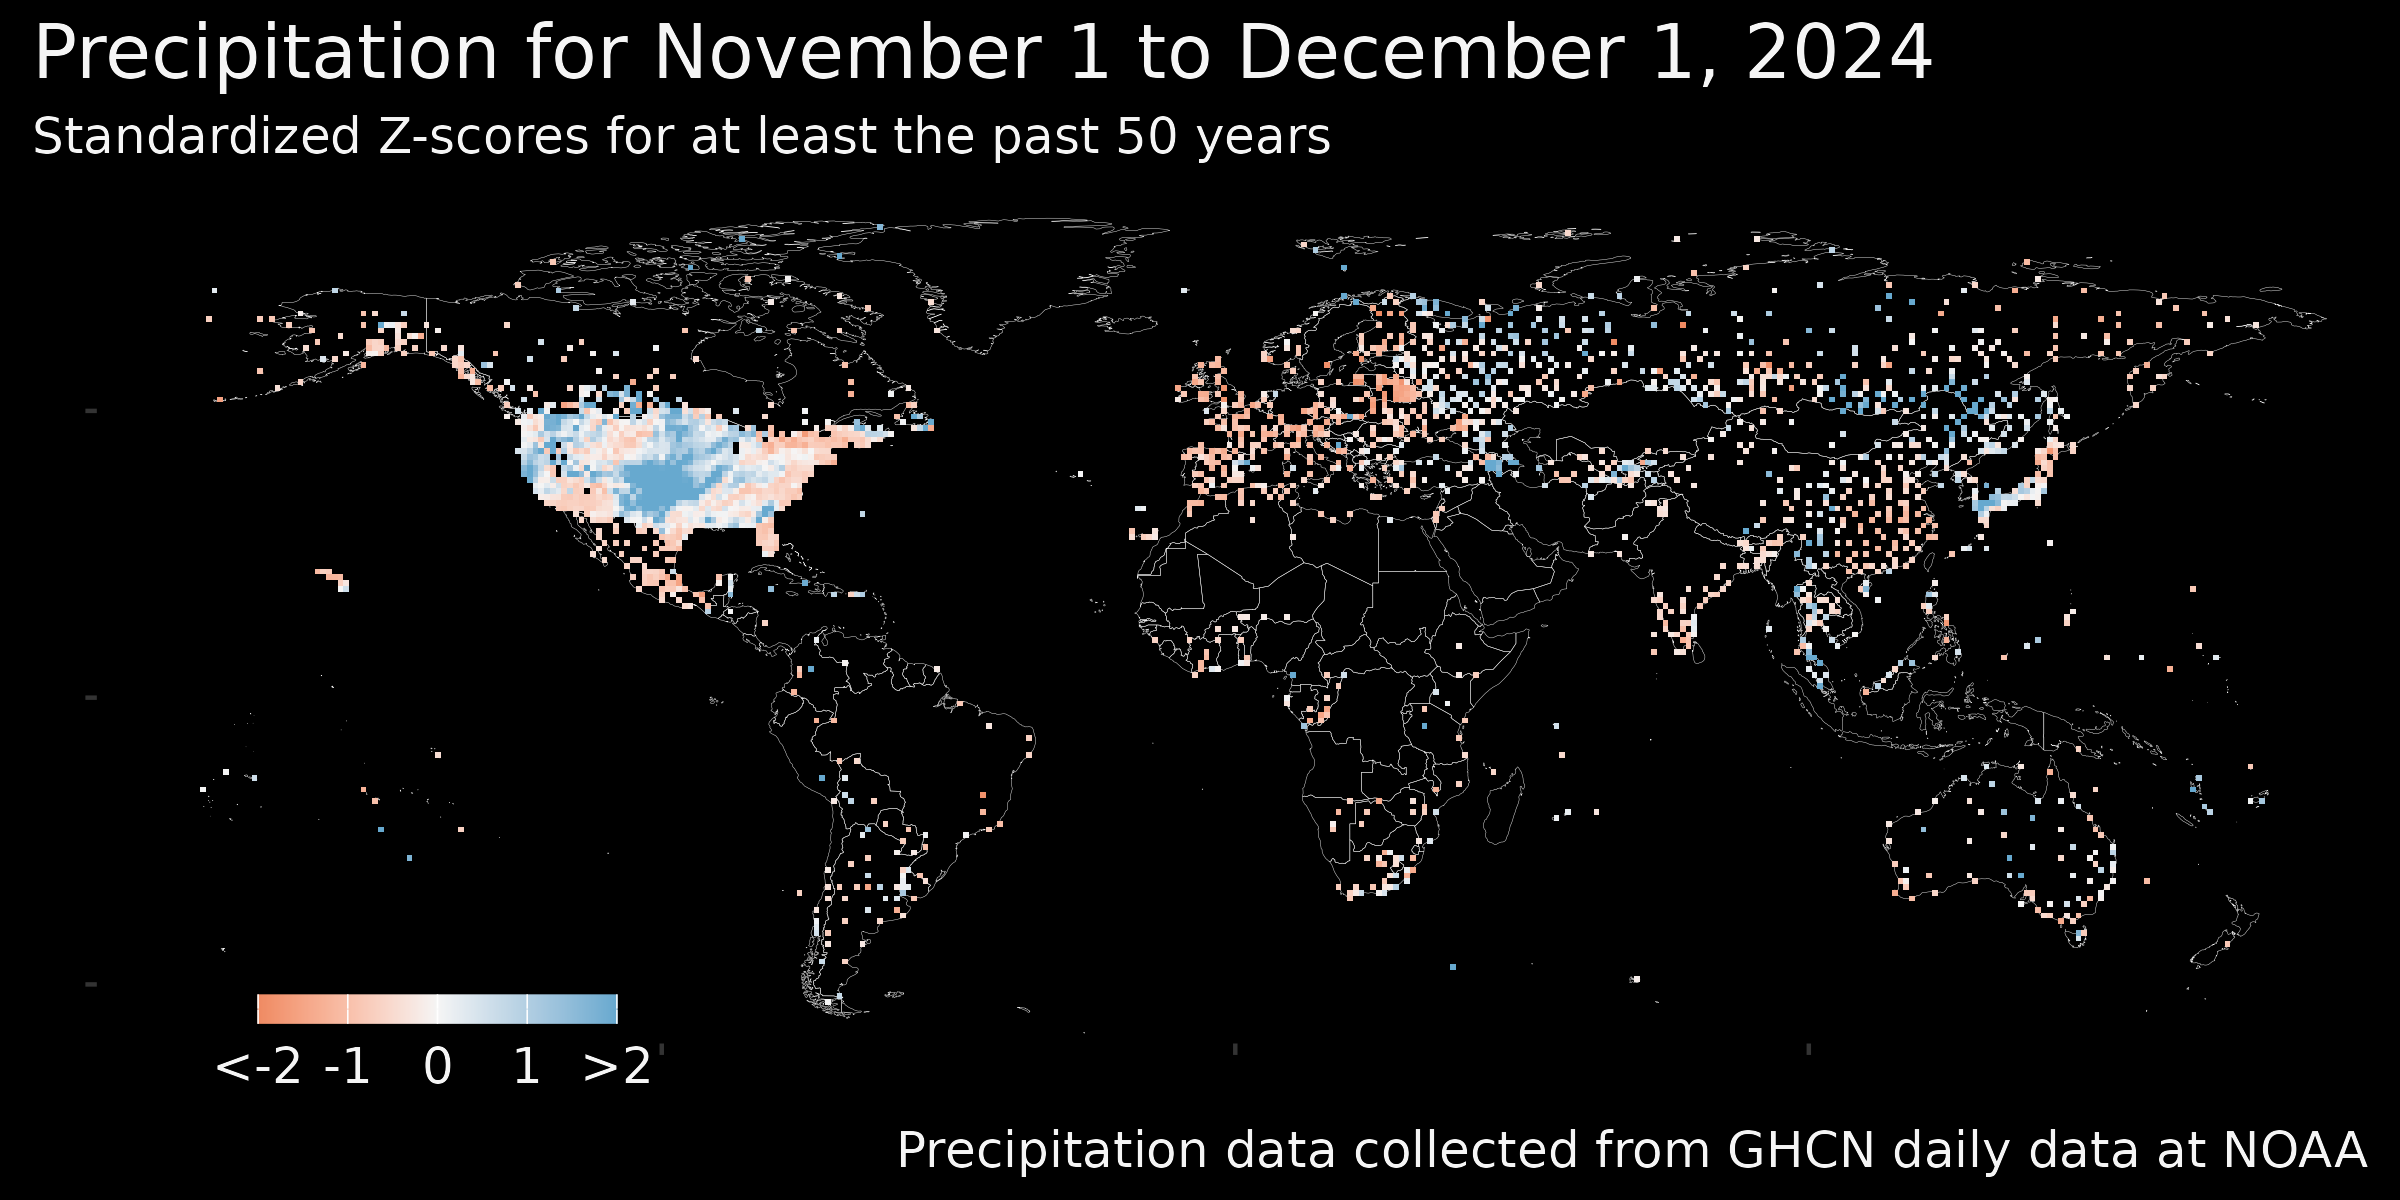 Precipitation for November 1 to December 1, 2024
Standardized Z-scores for at least the past 50 years
<-2 -1 0 1 >2
Precipitation data collected from GHCN daily data at NOAA